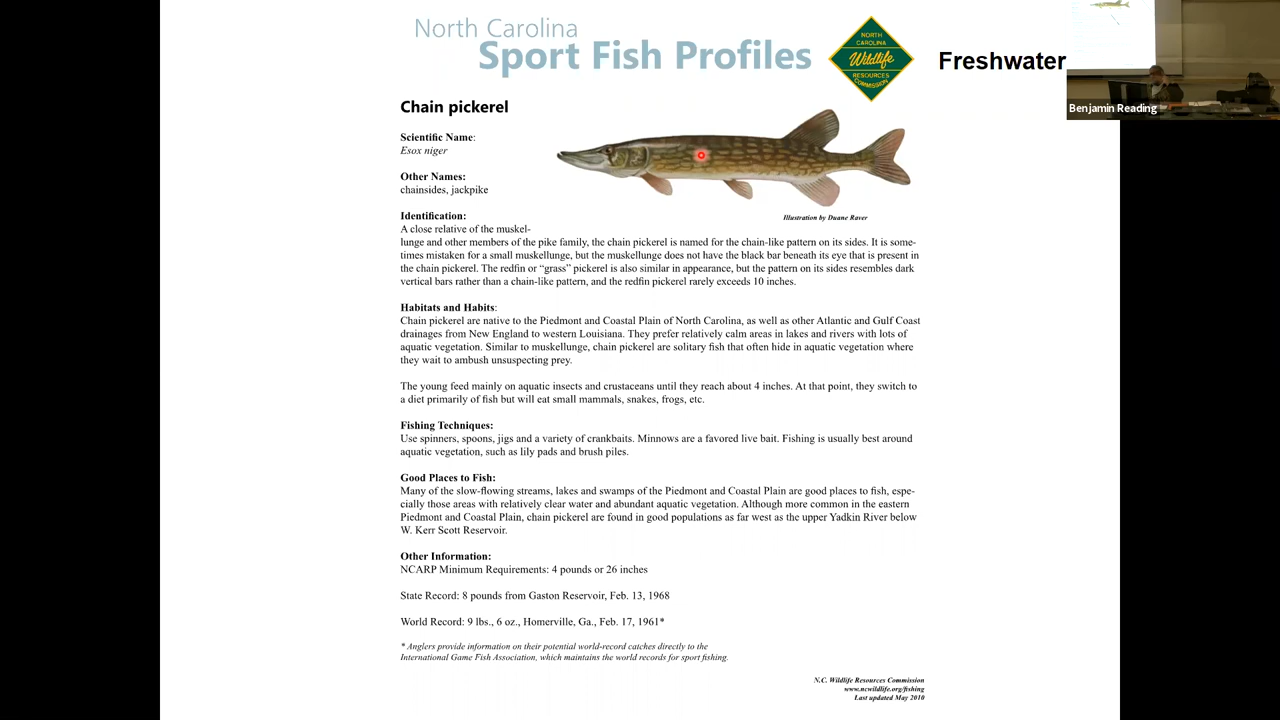 North Carolina
Sport Fish Profiles
NORTH
CAROLINA
Wildlife
RESOURCES
COMMISSION
Freshwater
Benjamin Reading
Chain pickerel
Scientific Name:
Esox niger
Other Names:
chainsides, jackpike
Illustration by Duane Raver
Identification:
A close relative of the muskel-
lunge and other members of the pike family, the chain pickerel is named for the chain-like pattern on its sides. It is some-
times mistaken for a small muskellunge, but the muskellunge does not have the black bar beneath its eye that is present in
the chain pickerel. The redfin or “grass” pickerel is also similar in appearance, but the pattern on its sides resembles dark
vertical bars rather than a chain-like pattern, and the redfin pickerel rarely exceeds 10 inches.
Habitats and Habits:
Chain pickerel are native to the Piedmont and Coastal Plain of North Carolina, as well as other Atlantic and Gulf Coast
drainages from New England to western Louisiana. They prefer relatively calm areas in lakes and rivers with lots of
aquatic vegetation. Similar to muskellunge, chain pickerel are solitary fish that often hide in aquatic vegetation where
they wait to ambush unsuspecting prey.
The young feed mainly on aquatic insects and crustaceans until they reach about 4 inches. At that point, they switch to
a diet primarily of fish but will eat small mammals, snakes, frogs, etc.
Fishing Techniques:
Use spinners, spoons, jigs and a variety of crankbaits. Minnows are a favored live bait. Fishing is usually best around
aquatic vegetation, such as lily pads and brush piles.
Good Places to Fish:
Many of the slow-flowing streams, lakes and swamps of the Piedmont and Coastal Plain are good places to fish, espe-
cially those areas with relatively clear water and abundant aquatic vegetation. Although more common in the eastern
Piedmont and Coastal Plain, chain pickerel are found in good populations as far west as the upper Yadkin River below
W. Kerr Scott Reservoir.
Other Information:
NCARP Minimum Requirements: 4 pounds or 26 inches
State Record: 8 pounds from Gaston Reservoir, Feb. 13, 1968
World Record: 9 lbs., 6 oz., Homerville, Ga., Feb. 17, 1961*
* Anglers provide information on their potential world-record catches directly to the
International Game Fish Association, which maintains the world records for sport fishing.
N.C. Wildlife Resources Commission
www.ncwildlife.org/fishing
Last updated May 2010